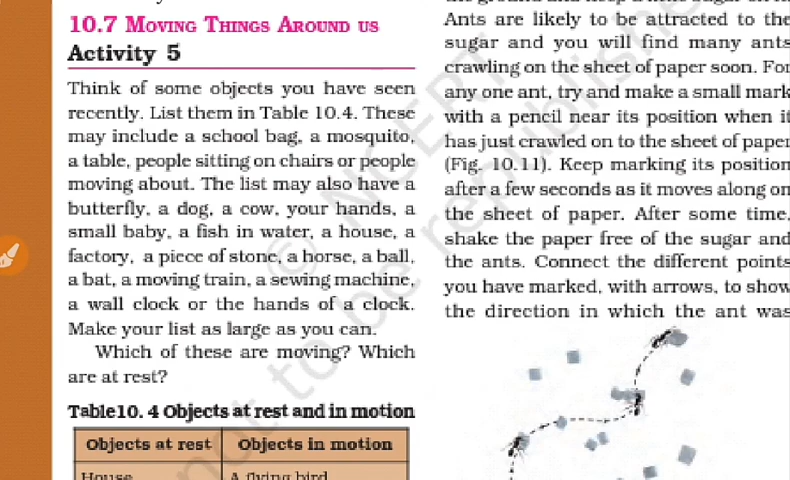 10.7 MOVING THINGS AROUND US
Activity 5
Think of some objects you have seen
recently. List them in Table 10.4. These
may include a school bag, a mosquito,
a table, people sitting on chairs or people
moving about. The list may also have a
butterfly, a dog, a cow, your hands, a
small baby, a fish in water, a house, a
factory, a piece of stone, a horse, a ball,
a bat, a moving train, a sewing machine,
a wall clock or the hands of a clock.
Make your list as large as you can.
Which of these are moving? Which
are at rest?
Table10. 4 Objects at rest and in motion
Objects at rest Objects in motion
House A flying bird
Ants are likely to be attracted to the
sugar and you will find many ants
crawling on the sheet of paper soon. For
any one ant, try and make a small mark
with a pencil near its position when it
has just crawled on to the sheet of paper
(Fig. 10.11). Keep marking its position
after a few seconds as it moves along on
the sheet of paper. After some time,
shake the paper free of the sugar and
the ants. Connect the different points
you have marked, with arrows, to show
the direction in which the ant was
© NCERT
not to be republished